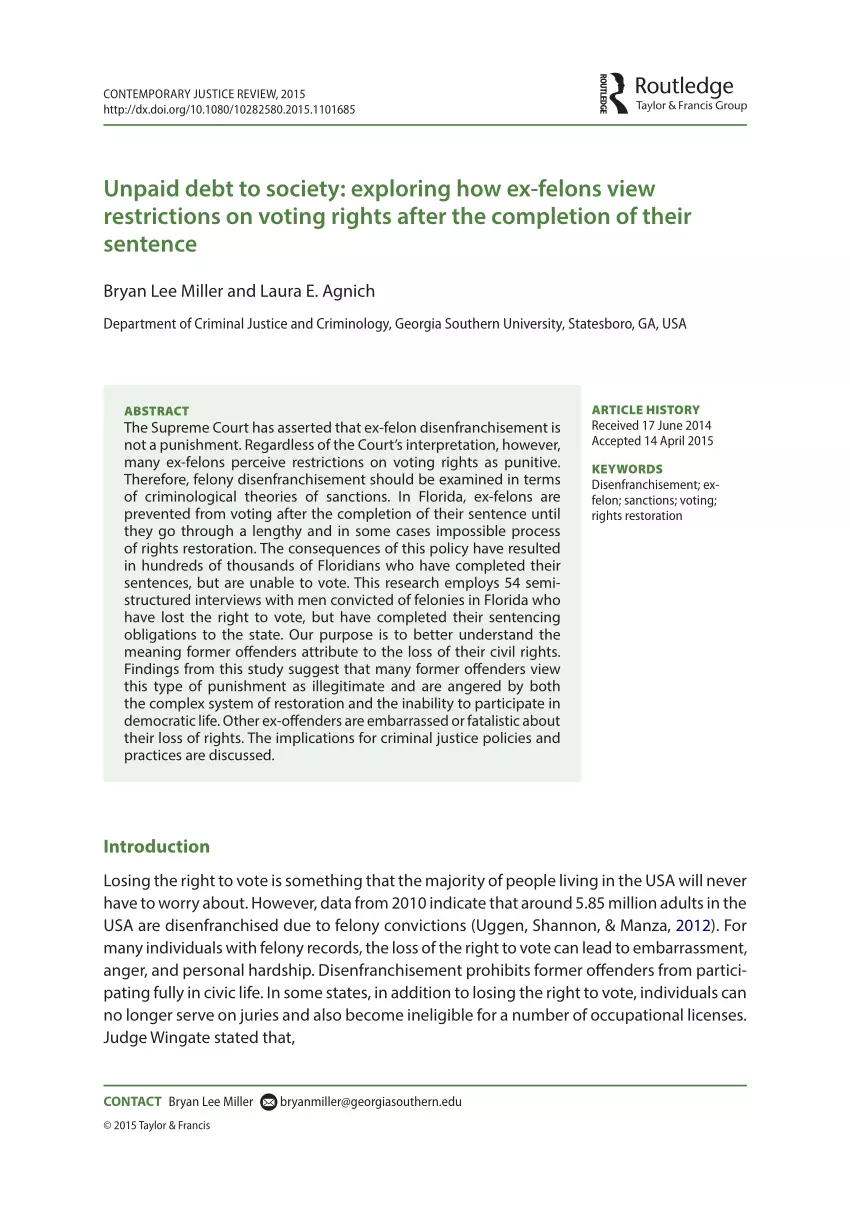 CONTEMPORARY JUSTICE REVIEW, 2015
http://dx.doi.org/10.1080/10282580.2015.1101685
ROUTLEDGE
Routledge
Taylor & Francis Group
Unpaid debt to society: exploring how ex-felons view
restrictions on voting rights after the completion of their
sentence
Bryan Lee Miller and Laura E. Agnich
Department of Criminal Justice and Criminology, Georgia Southern University, Statesboro, GA, USA
ABSTRACT
The Supreme Court has asserted that ex-felon disenfranchisement is
not a punishment. Regardless of the Court's interpretation, however,
many ex-felons perceive restrictions on voting rights as punitive.
Therefore, felony disenfranchisement should be examined in terms
of criminological theories of sanctions. In Florida, ex-felons are
prevented from voting after the completion of their sentence until
they go through a lengthy and in some cases impossible process
of rights restoration. The consequences of this policy have resulted
in hundreds of thousands of Floridians who have completed their
sentences, but are unable to vote. This research employs 54 semi-
structured interviews with men convicted of felonies in Florida who
have lost the right to vote, but have completed their sentencing
obligations to the state. Our purpose is to better understand the
meaning former offenders attribute to the loss of their civil rights.
Findings from this study suggest that many former offenders view
this type of punishment as illegitimate and are angered by both
the complex system of restoration and the inability to participate in
democratic life. Other ex-offenders are embarrassed or fatalistic about
their loss of rights. The implications for criminal justice policies and
practices are discussed.
ARTICLE HISTORY
Received 17 June 2014
Accepted 14 April 2015
KEYWORDS
Disenfranchisement; ex-
felon; sanctions; voting;
rights restoration
Introduction
Losing the right to vote is something that the majority of people living in the USA will never
have to worry about. However, data from 2010 indicate that around 5.85 million adults in the
USA are disenfranchised due to felony convictions (Uggen, Shannon, & Manza, 2012). For
many individuals with felony records, the loss of the right to vote can lead to embarrassment,
anger, and personal hardship. Disenfranchisement prohibits former offenders from partici-
pating fully in civic life. In some states, in addition to losing the right to vote, individuals can
no longer serve on juries and also become ineligible for a number of occupational licenses.
Judge Wingate stated that,
CONTACT Bryan Lee Miller bryanmiller@georgiasouthern.edu
© 2015 Taylor & Francis